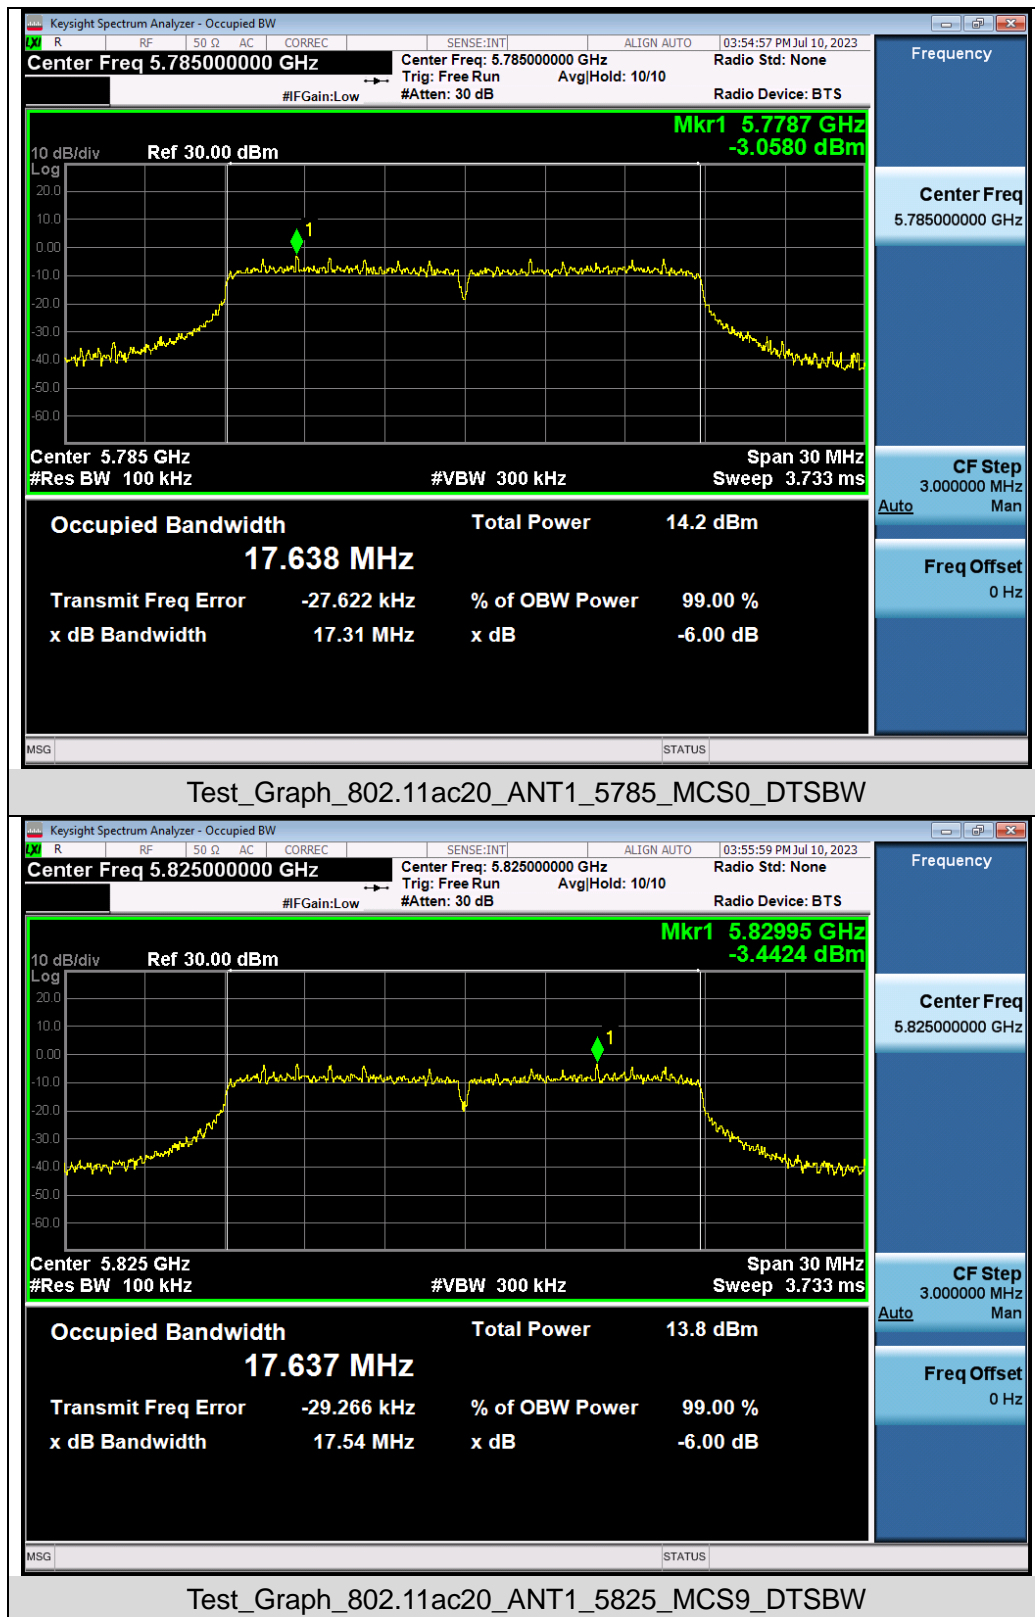 Keysight Spectrum Analyzer - Occupied BW
LXI R RF 50 Ω AC CORREC SENSE:INT ALIGN AUTO 03:54:57 PM Jul 10, 2023
Center Freq 5.785000000 GHz
Center Freq: 5.785000000 GHz Radio Std: None
Trig: Free Run Avg|Hold: 10/10
#IFGain:Low #Atten: 30 dB Radio Device: BTS
Frequency
Mkr1 5.7787 GHz
-3.0580 dBm
10 dB/div Ref 30.00 dBm
Log
20.0
10.0
0.00
-10.0
-20.0
-30.0
-40.0
-50.0
-60.0
1
Center 5.785 GHz Span 30 MHz
#Res BW 100 kHz #VBW 300 kHz Sweep 3.733 ms
Center Freq
5.785000000 GHz
CF Step
3.000000 MHz
Auto Man
Freq Offset
0 Hz
Occupied Bandwidth Total Power 14.2 dBm
17.638 MHz
Transmit Freq Error -27.622 kHz % of OBW Power 99.00 %
x dB Bandwidth 17.31 MHz x dB -6.00 dB
MSG STATUS
Test_Graph_802.11ac20_ANT1_5785_MCS0_DTSBW
Keysight Spectrum Analyzer - Occupied BW
LXI R RF 50 Ω AC CORREC SENSE:INT ALIGN AUTO 03:55:59 PM Jul 10, 2023
Center Freq 5.825000000 GHz
Center Freq: 5.825000000 GHz Radio Std: None
Trig: Free Run Avg|Hold: 10/10
#IFGain:Low #Atten: 30 dB Radio Device: BTS
Frequency
Mkr1 5.82995 GHz
-3.4424 dBm
10 dB/div Ref 30.00 dBm
Log
20.0
10.0
0.00
-10.0
-20.0
-30.0
-40.0
-50.0
-60.0
1
Center 5.825 GHz Span 30 MHz
#Res BW 100 kHz #VBW 300 kHz Sweep 3.733 ms
Center Freq
5.825000000 GHz
CF Step
3.000000 MHz
Auto Man
Freq Offset
0 Hz
Occupied Bandwidth Total Power 13.8 dBm
17.637 MHz
Transmit Freq Error -29.266 kHz % of OBW Power 99.00 %
x dB Bandwidth 17.54 MHz x dB -6.00 dB
MSG STATUS
Test_Graph_802.11ac20_ANT1_5825_MCS9_DTSBW